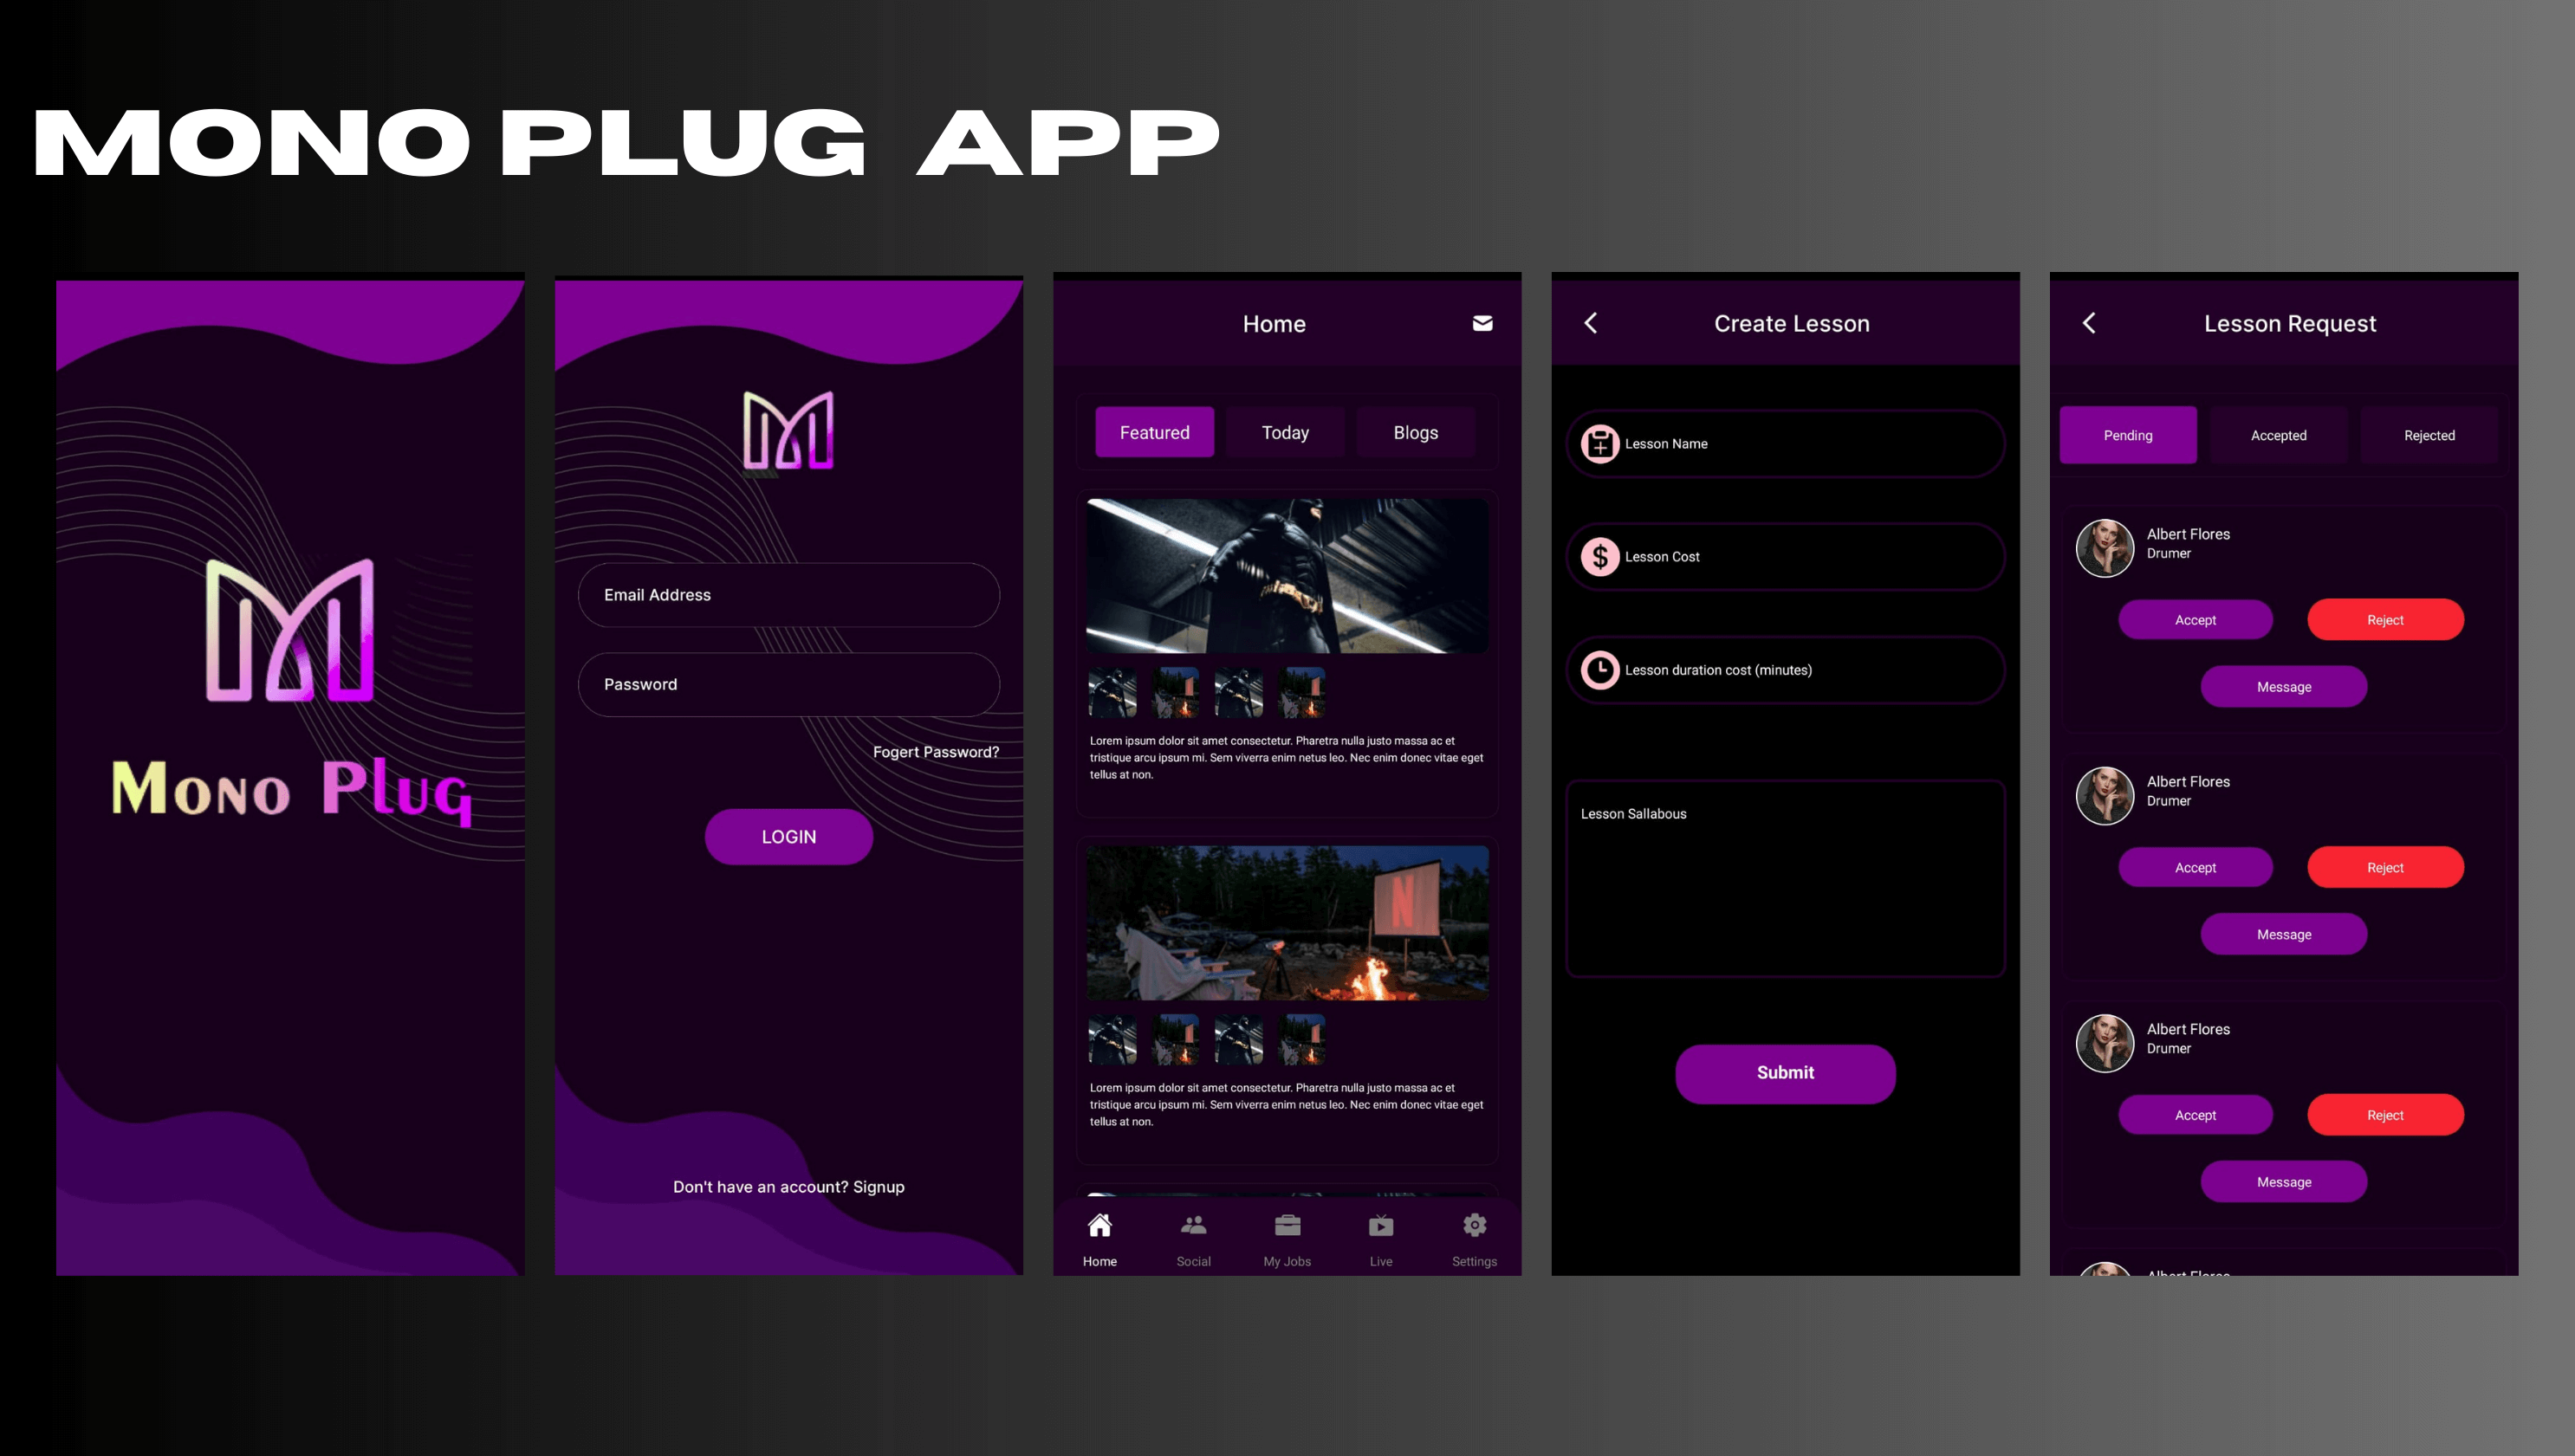 MONO PLUG APP
Mono Plug
Email Address
Password
Fogert Password?
LOGIN
Don't have an account? Signup
Home
Featured
Today
Blogs
Lorem ipsum dolor sit amet consectetur. Pharetra nulla justo massa ac et
tristique arcu ipsum mi. Sem viverra enim netus leo. Nec enim donec vitae eget
tellus at non.
N
Lorem ipsum dolor sit amet consectetur. Pharetra nulla justo massa ac et
tristique arcu ipsum mi. Sem viverra enim netus leo. Nec enim donec vitae eget
tellus at non.
Home
Social
My Jobs
Live
Settings
Create Lesson
Lesson Name
$
Lesson Cost
Lesson duration cost (minutes)
Lesson Sallabous
Submit
Lesson Request
Pending
Accepted
Rejected
Albert Flores
Drumer
Accept
Reject
Message
Albert Flores
Drumer
Accept
Reject
Message
Albert Flores
Drumer
Accept
Reject
Message
Albert Flores